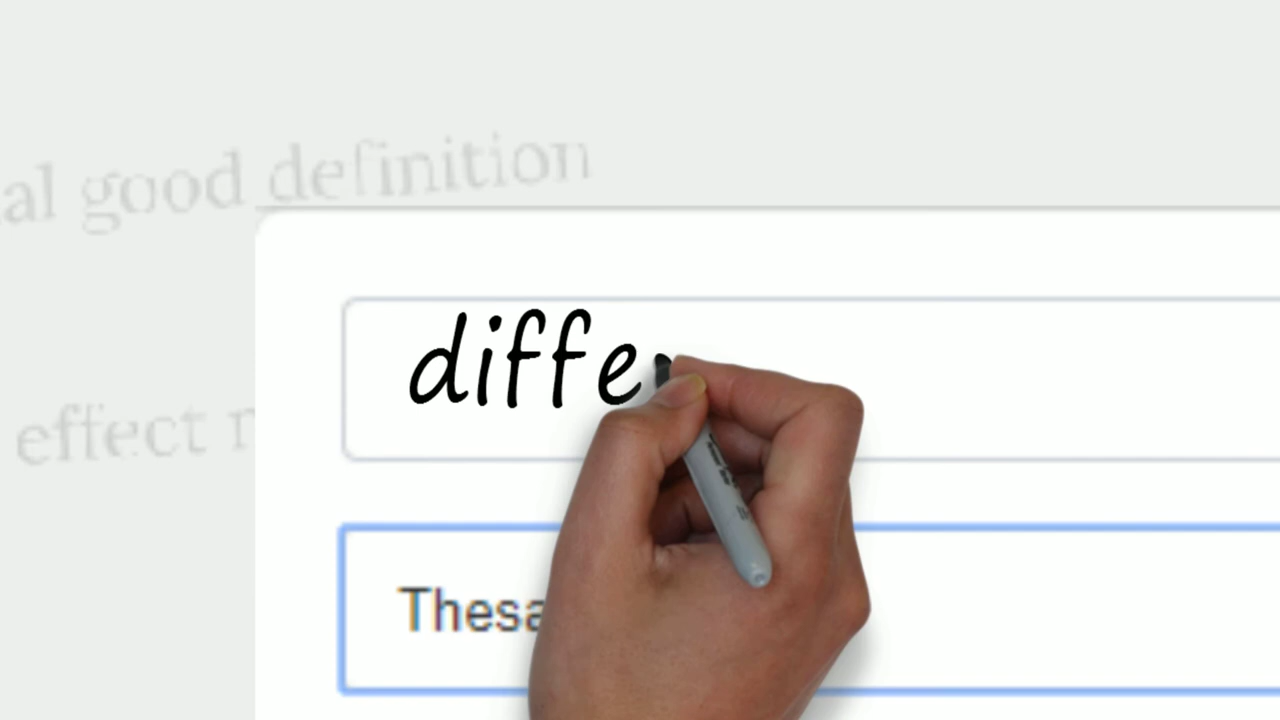 al good definition
diffe
effect
Thesa